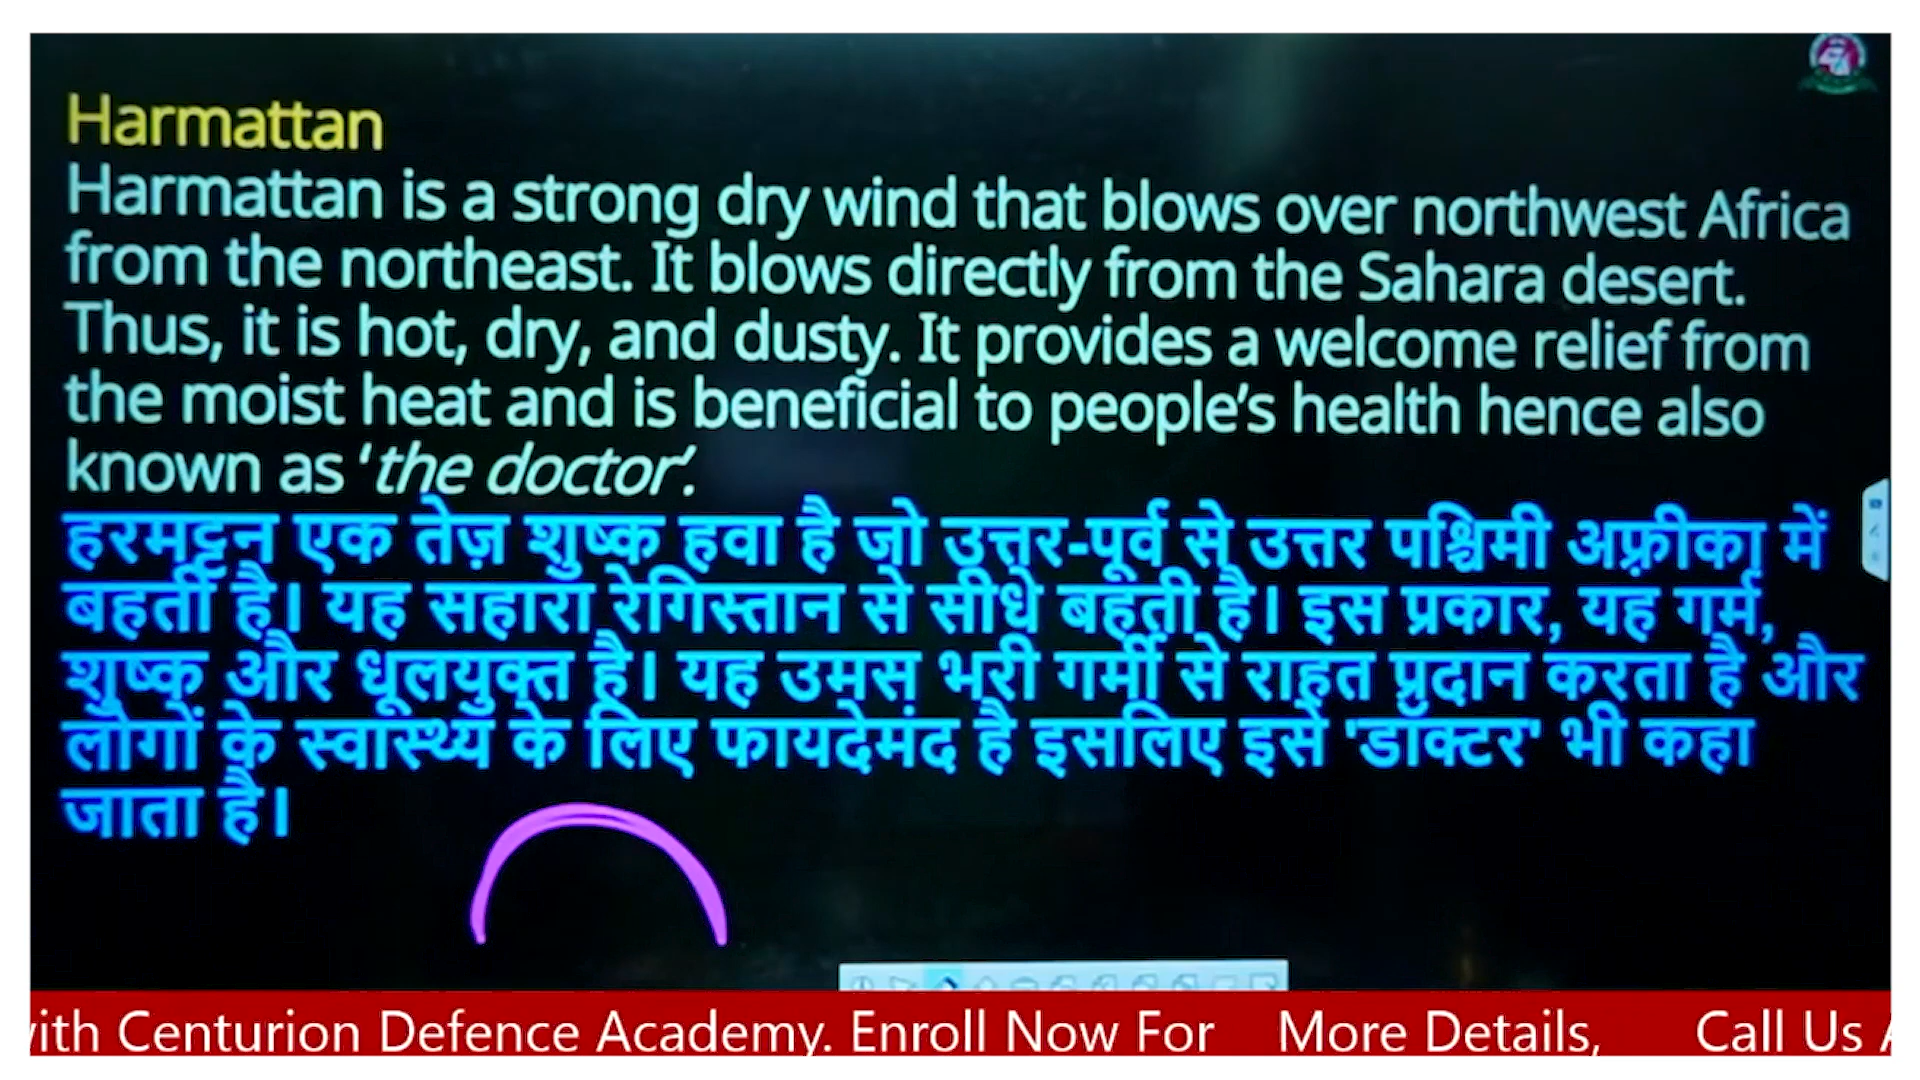 Harmattan
Harmattan is a strong dry wind that blows over northwest Africa
from the northeast. It blows directly from the Sahara desert.
Thus, it is hot, dry, and dusty. It provides a welcome relief from
the moist heat and is beneficial to people’s health hence also
known as ‘the doctor’.
हरमट्टन एक तेज़ शुष्क हवा है जो उत्तर-पूर्व से उत्तर पश्चिमी अफ़्रीका में
बहती है। यह सहारा रेगिस्तान से सीधे बहती है। इस प्रकार, यह गर्म,
शुष्क और धूलयुक्त है। यह उमस भरी गर्मी से राहत प्रदान करता है और
लोगों के स्वास्थ्य के लिए फायदेमंद है इसलिए इसे 'डॉक्टर' भी कहा
जाता है।
with Centurion Defence Academy. Enroll Now For More Details, Call Us